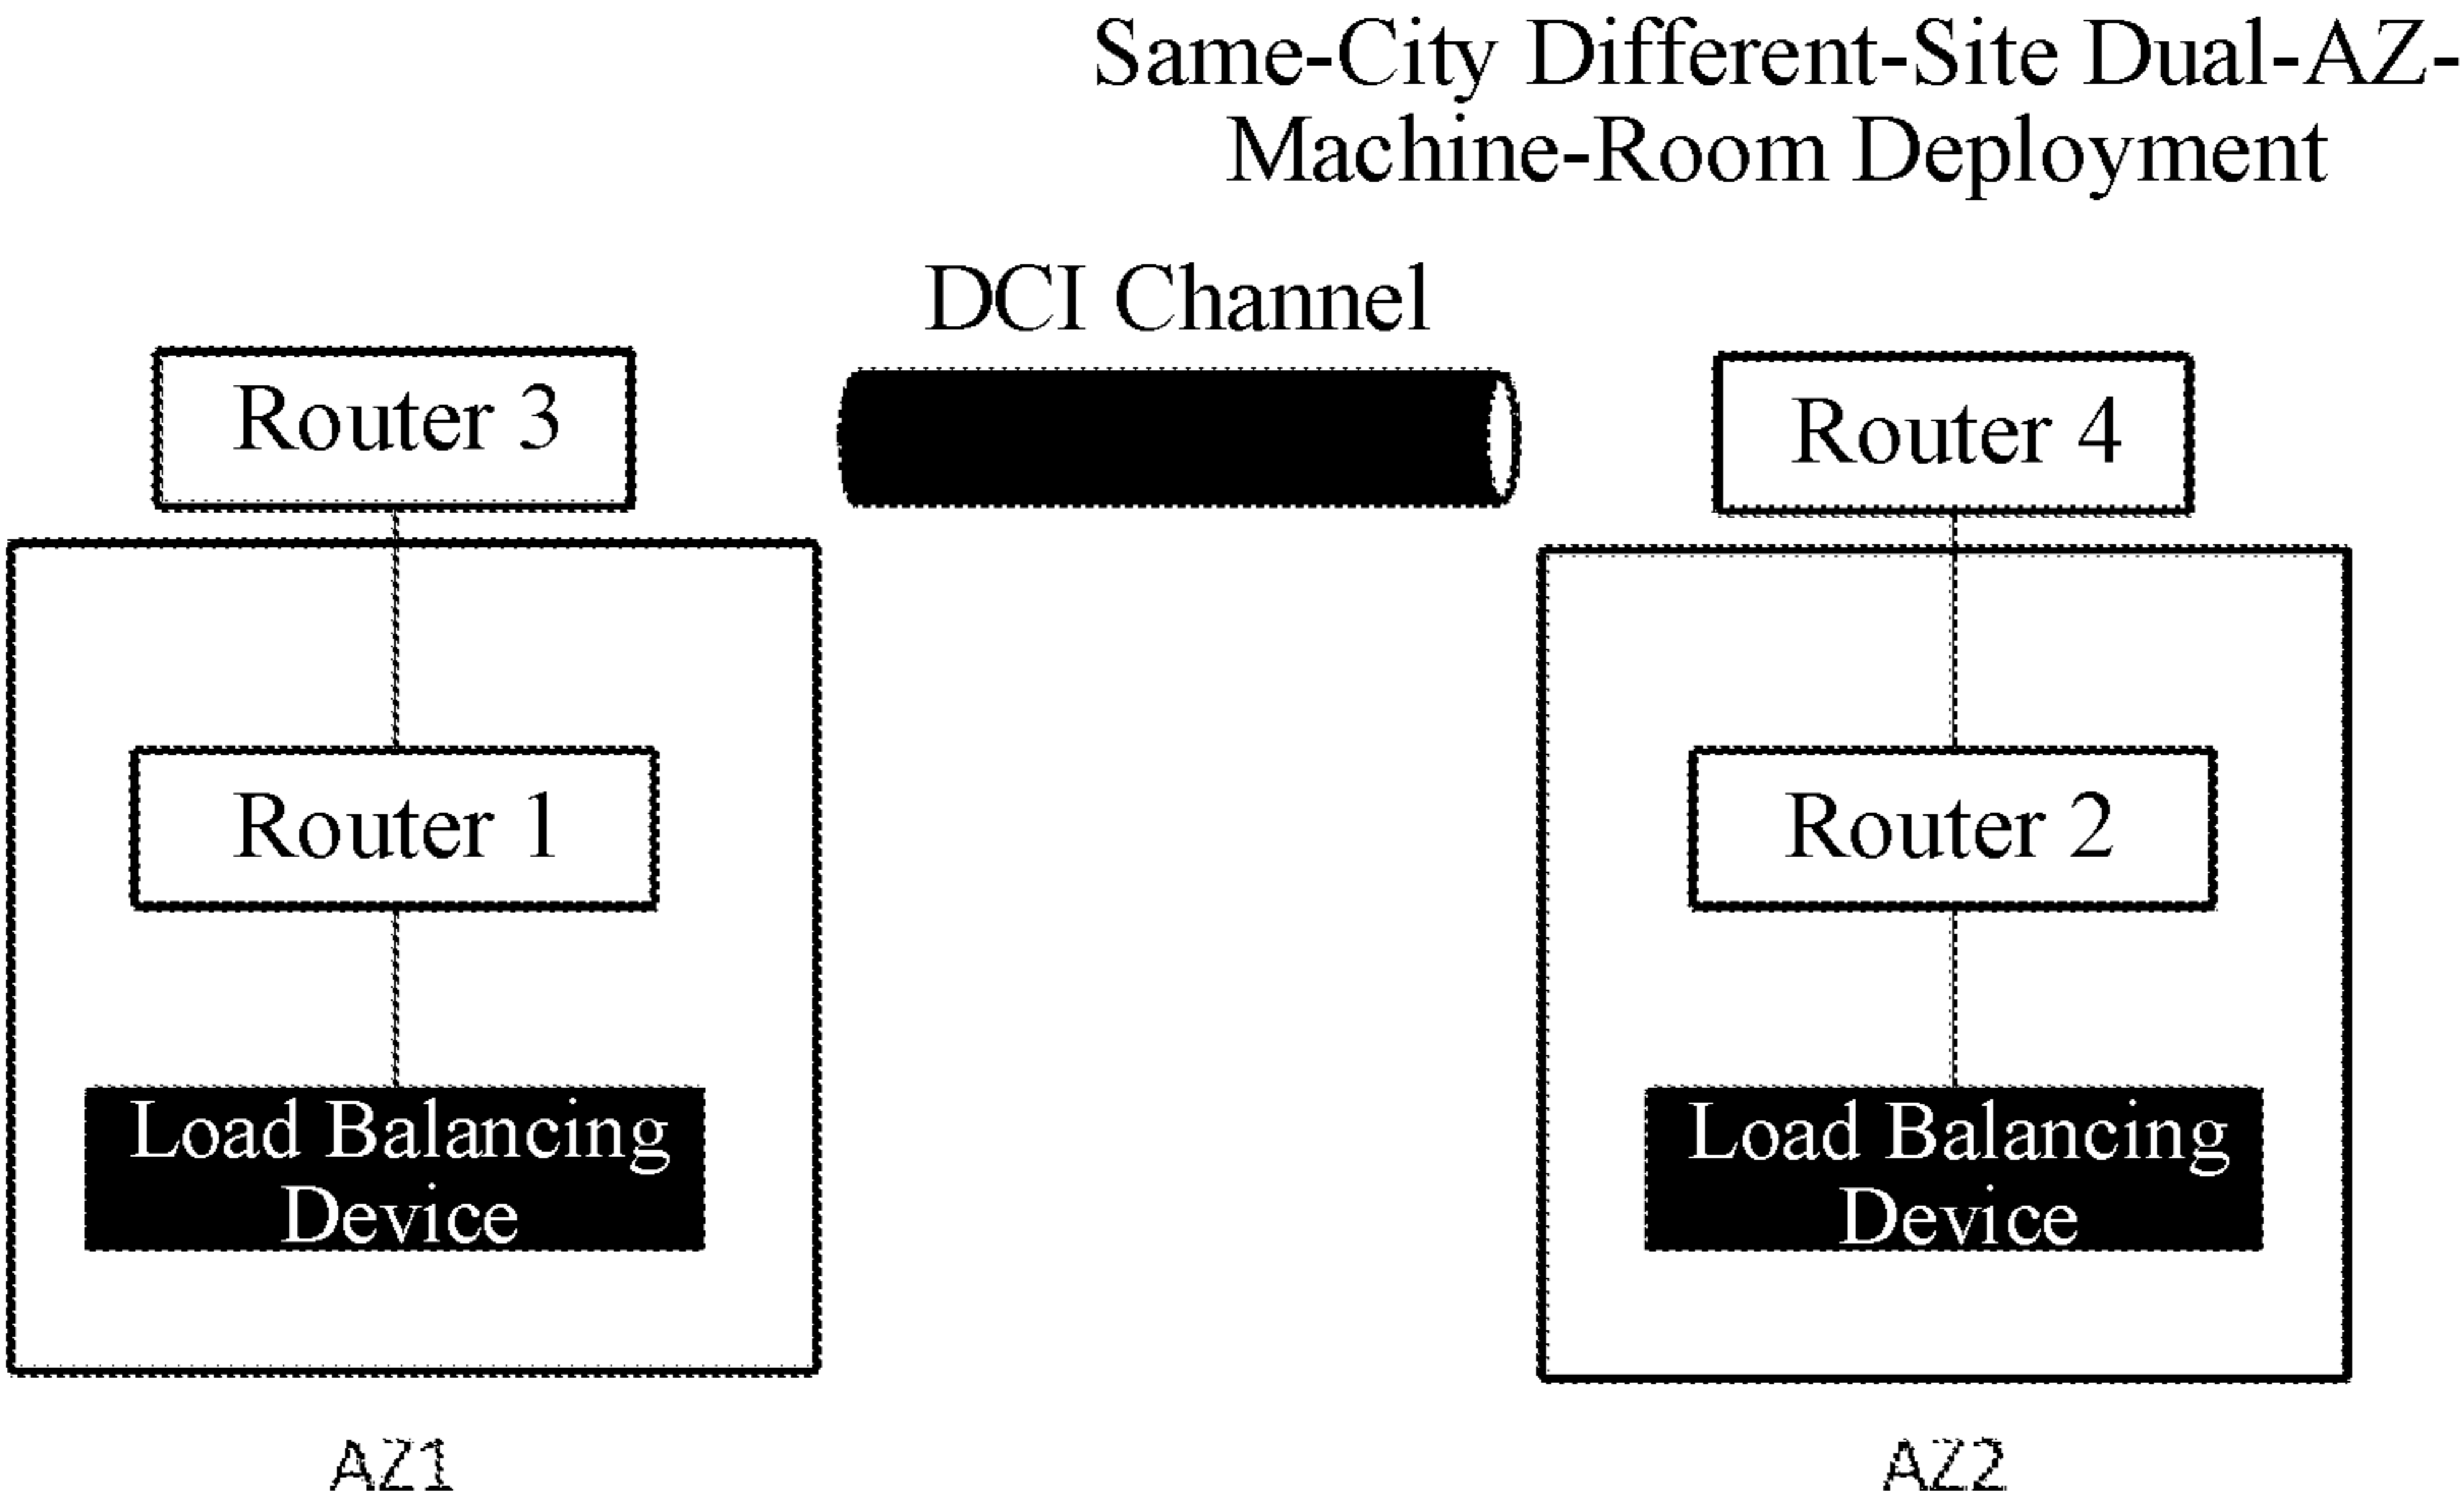 Same-City Different-Site Dual-AZ-
Machine-Room Deployment
DCI Channel
Router 3
Router 4
Router 1
Router 2
Load Balancing
Device
Load Balancing
Device
AZ1
AZ2